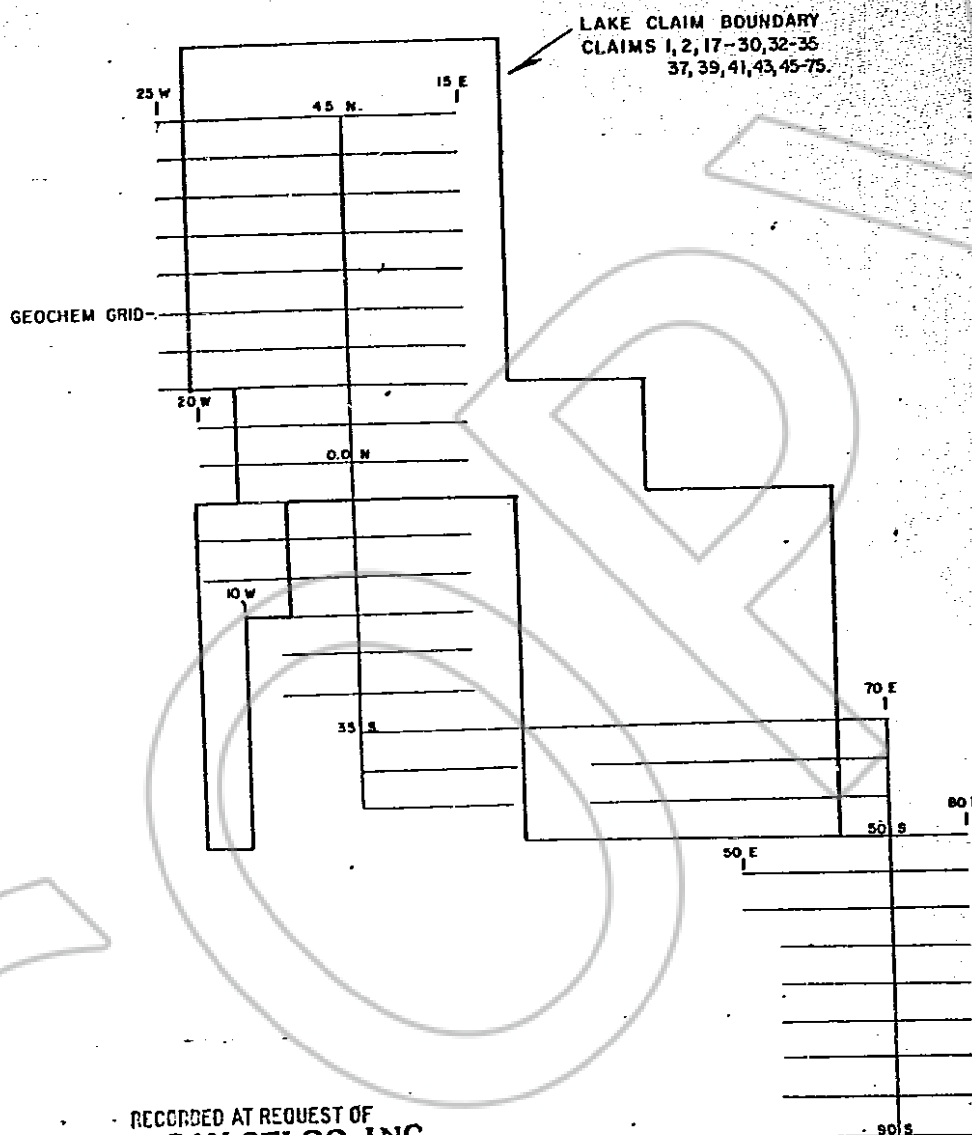 LAKE CLAIM BOUNDARY
CLAIMS 1, 2, 17-30, 32-35
37, 39, 41, 43, 45-75.
25 W
45 N.
15 E
GEOCHEM GRID
20 W
0.0 N
10 W
35 S
70 E
80
50 S
50 E
90 S
RECORDED AT REQUEST OF
COPY